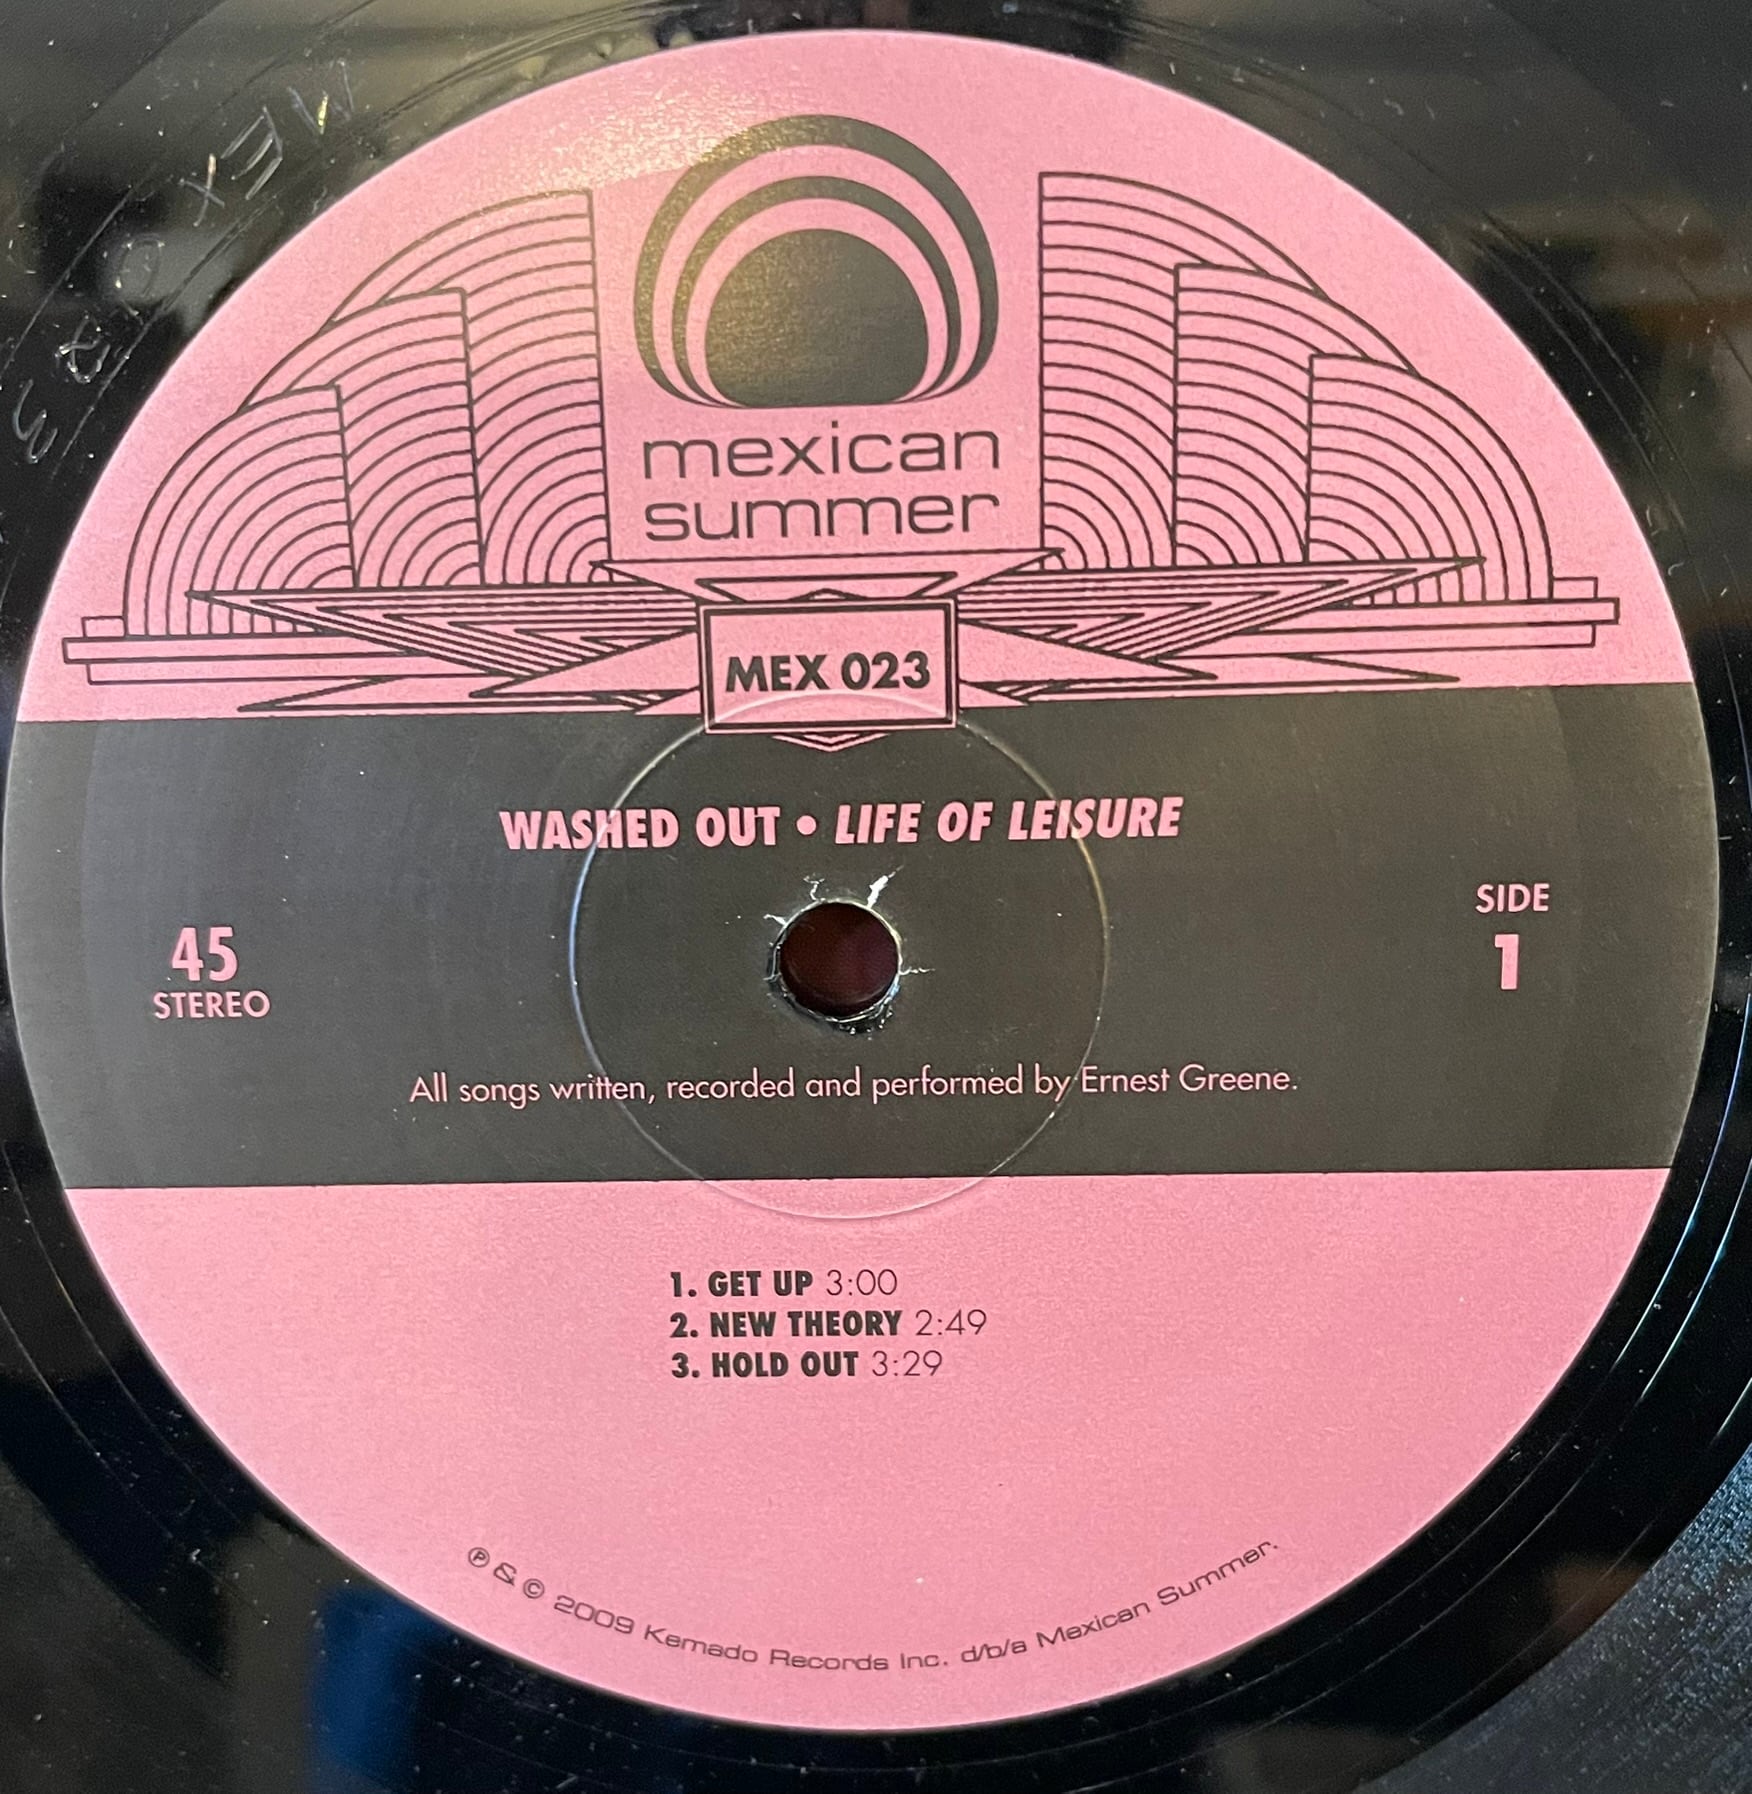 MEX 023
mexican
summer
MEX 023
WASHED OUT • LIFE OF LEISURE
45
STEREO
SIDE
1
All songs written, recorded and performed by Ernest Greene.
1. GET UP 3:00
2. NEW THEORY 2:49
3. HOLD OUT 3:29
℗ & © 2009 Kemado Records Inc. d/b/a Mexican Summer.